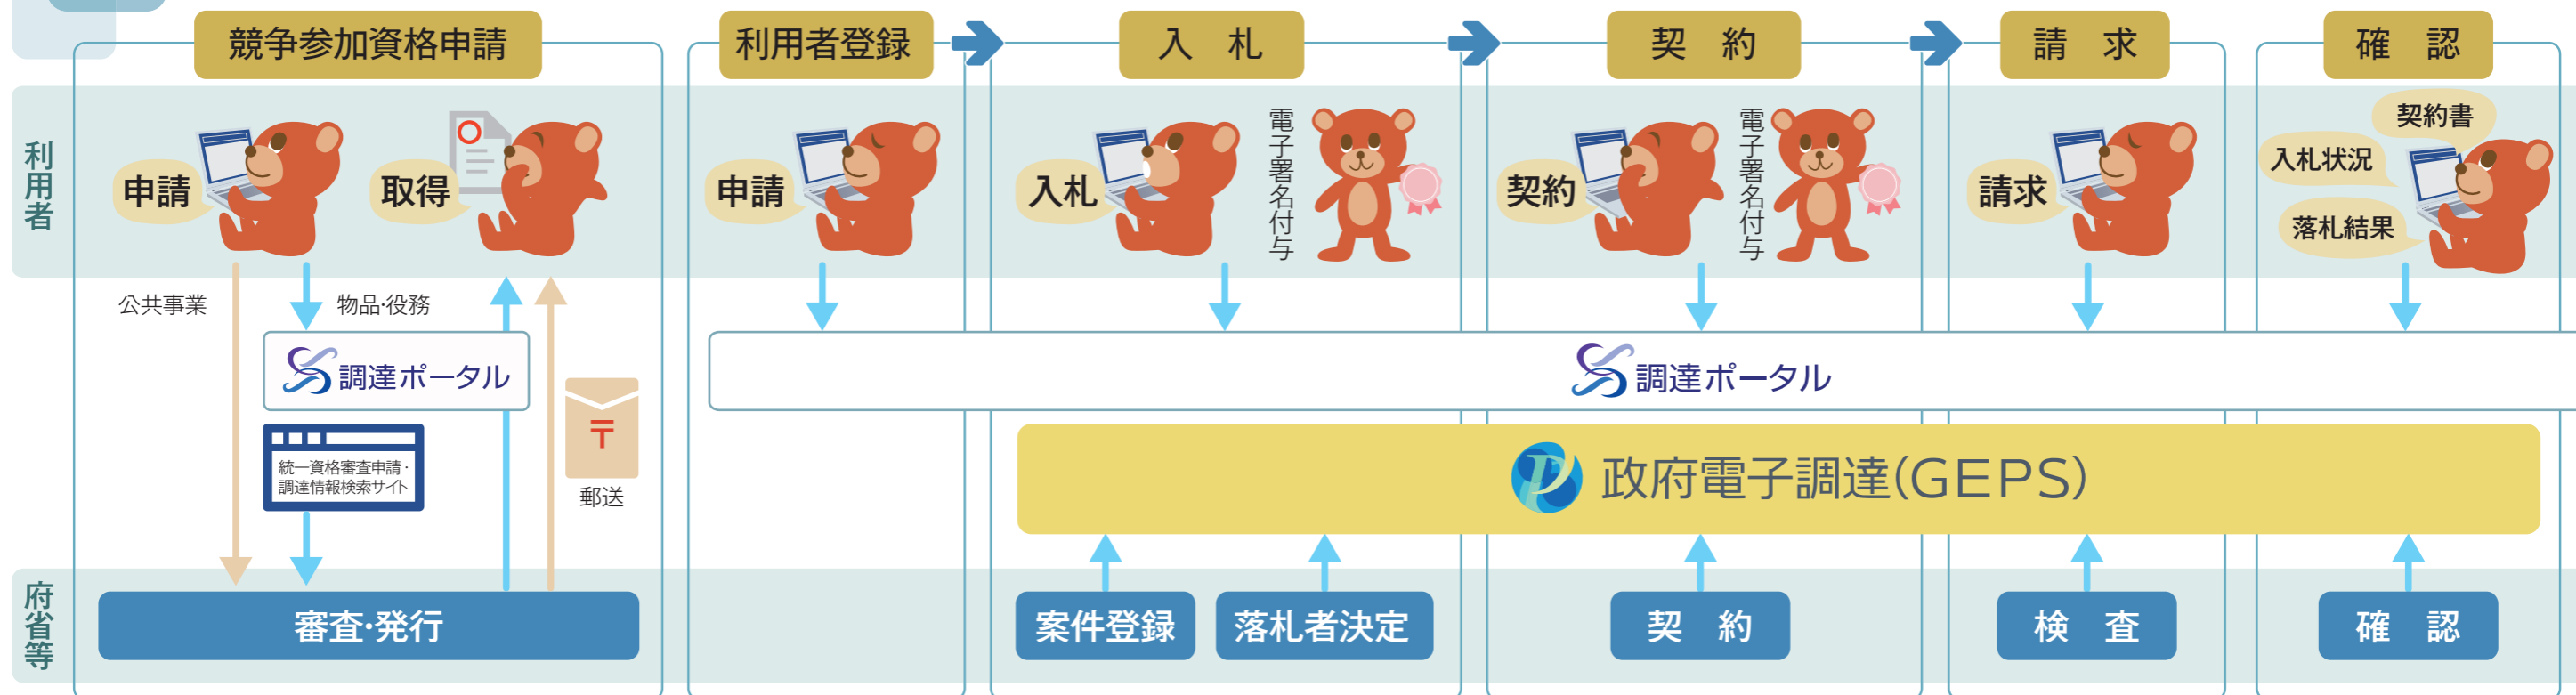 競争参加資格申請
利用者登録
入 札
契 約
請 求
確 認
利用者
申請
取得
申請
入札
電子署名付与
契約
電子署名付与
請求
契約書
入札状況
落札結果
公共事業
物品・役務
調達ポータル
調達ポータル
統一資格審査申請・
調達情報検索サイト
〒
郵送
政府電子調達(GEPS)
府省等
審査・発行
案件登録
落札者決定
契 約
検 査
確 認